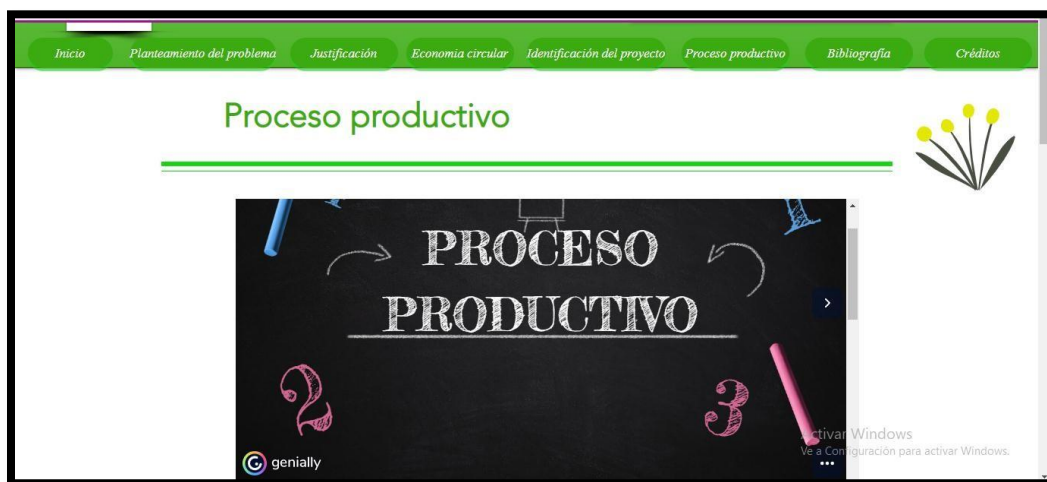 Inicio Planteamiento del problema Justificación Economia circular Identificación del proyecto Proceso productivo Bibliografía Créditos
Proceso productivo
PROCESO
PRODUCTIVO
2 3
genially
Activar Windows
Ve a Configuración para activar Windows.